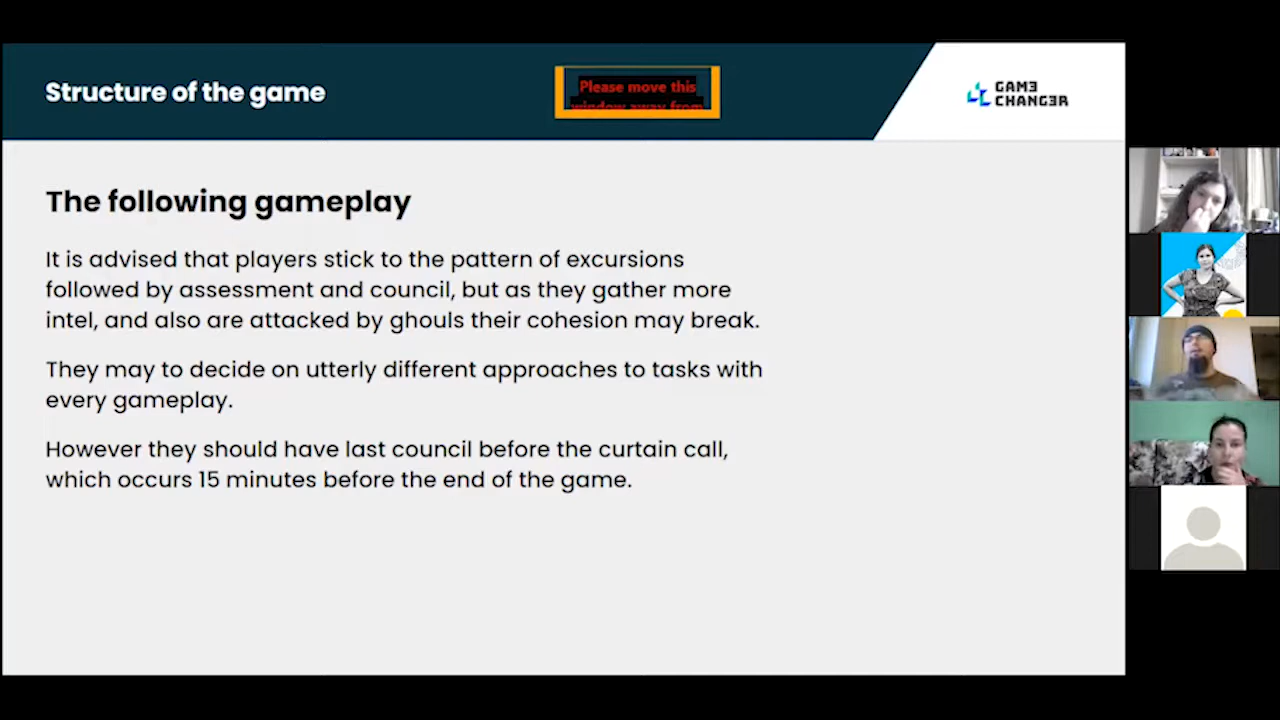 Structure of the game
Please move this
window away from
GAM3
CHANG3R
The following gameplay
It is advised that players stick to the pattern of excursions
followed by assessment and council, but as they gather more
intel, and also are attacked by ghouls their cohesion may break.
They may to decide on utterly different approaches to tasks with
every gameplay.
However they should have last council before the curtain call,
which occurs 15 minutes before the end of the game.